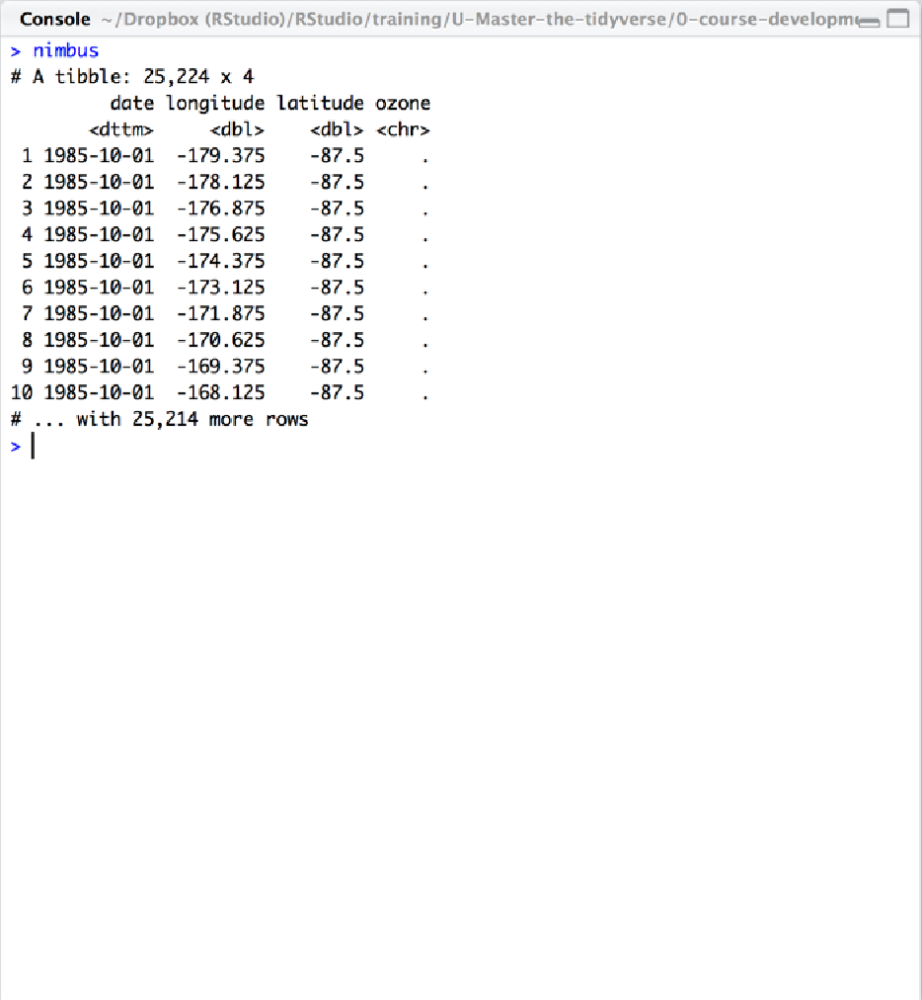 Console ~/Dropbox (RStudio)/RStudio/training/U-Master-the-tidyverse/0-course-developm
> nimbus
# A tibble: 25,224 x 4
date longitude latitude ozone
<dttm> <dbl> <dbl> <chr>
1 1985-10-01 -179.375 -87.5 .
2 1985-10-01 -178.125 -87.5 .
3 1985-10-01 -176.875 -87.5 .
4 1985-10-01 -175.625 -87.5 .
5 1985-10-01 -174.375 -87.5 .
6 1985-10-01 -173.125 -87.5 .
7 1985-10-01 -171.875 -87.5 .
8 1985-10-01 -170.625 -87.5 .
9 1985-10-01 -169.375 -87.5 .
10 1985-10-01 -168.125 -87.5 .
# ... with 25,214 more rows
>